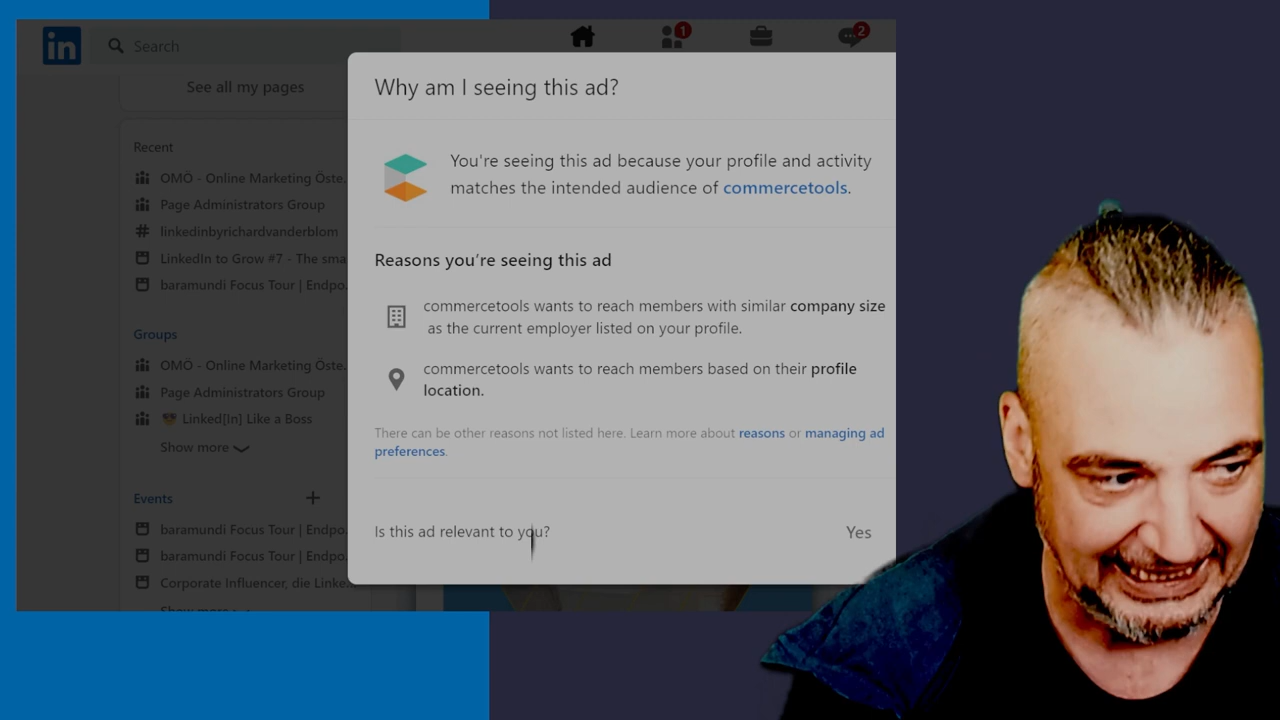 in
Search
1
2
See all my pages
Recent
OMÖ - Online Marketing Öste...
Page Administrators Group
linkedinbyrichardvanderblom
LinkedIn to Grow #7 - The sma
baramundi Focus Tour | Endpo...
Groups
OMÖ - Online Marketing Öste...
Page Administrators Group
Linked[In] Like a Boss
Show more
Events
baramundi Focus Tour | Endpo...
baramundi Focus Tour | Endpo...
Corporate Influencer, die Linke...
Show more
Why am I seeing this ad?
You're seeing this ad because your profile and activity
matches the intended audience of commercetools.
Reasons you're seeing this ad
commercetools wants to reach members with similar company size
as the current employer listed on your profile.
commercetools wants to reach members based on their profile
location.
There can be other reasons not listed here. Learn more about reasons or managing ad
preferences.
Is this ad relevant to you?
Yes